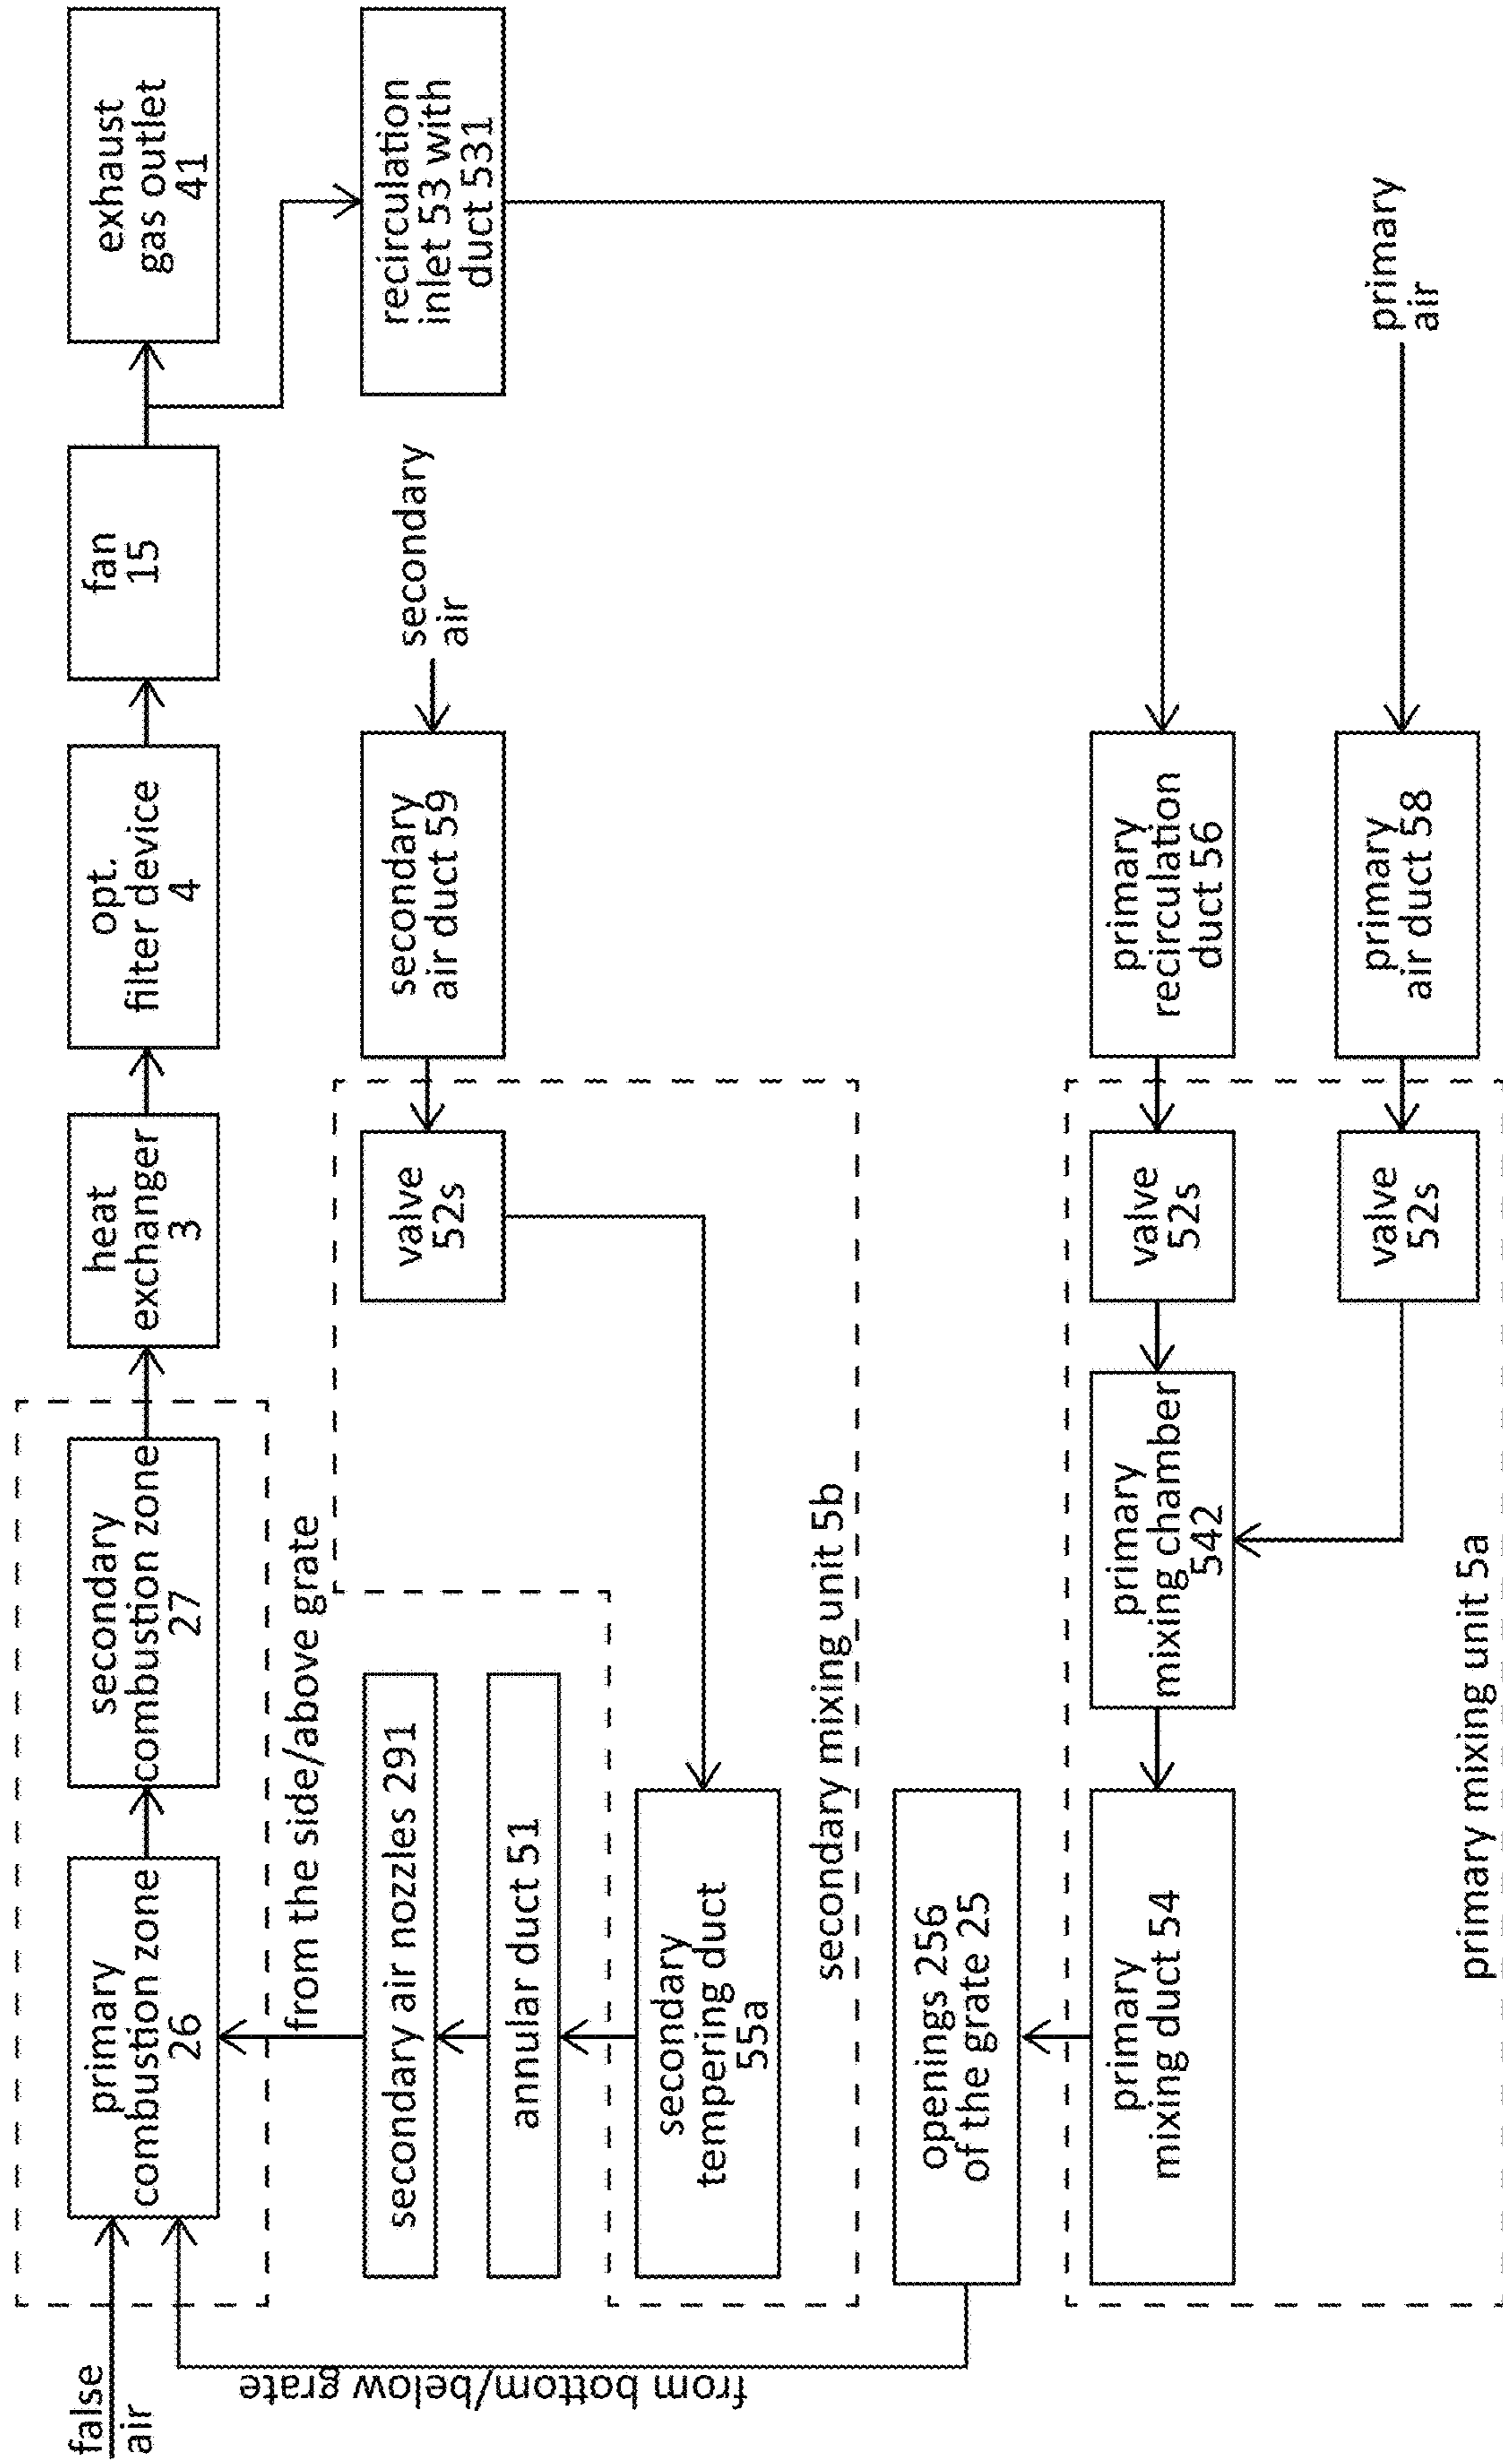 false
air
primary
combustion zone
26
secondary
combustion zone
27
heat
exchanger
3
opt.
filter device
4
fan
15
exhaust
gas outlet
41
from the side/above grate
secondary air nozzles 291
annular duct 51
secondary
tempering duct
55a
valve
52s
secondary
air duct 59
secondary
air
recirculation
inlet 53 with
duct 531
secondary mixing unit 5b
from bottom/below grate
openings 256
of the grate 25
primary
mixing duct 54
primary
mixing chamber
542
valve
52s
primary
recirculation
duct 56
valve
52s
primary
air duct 58
primary
air
primary mixing unit 5a